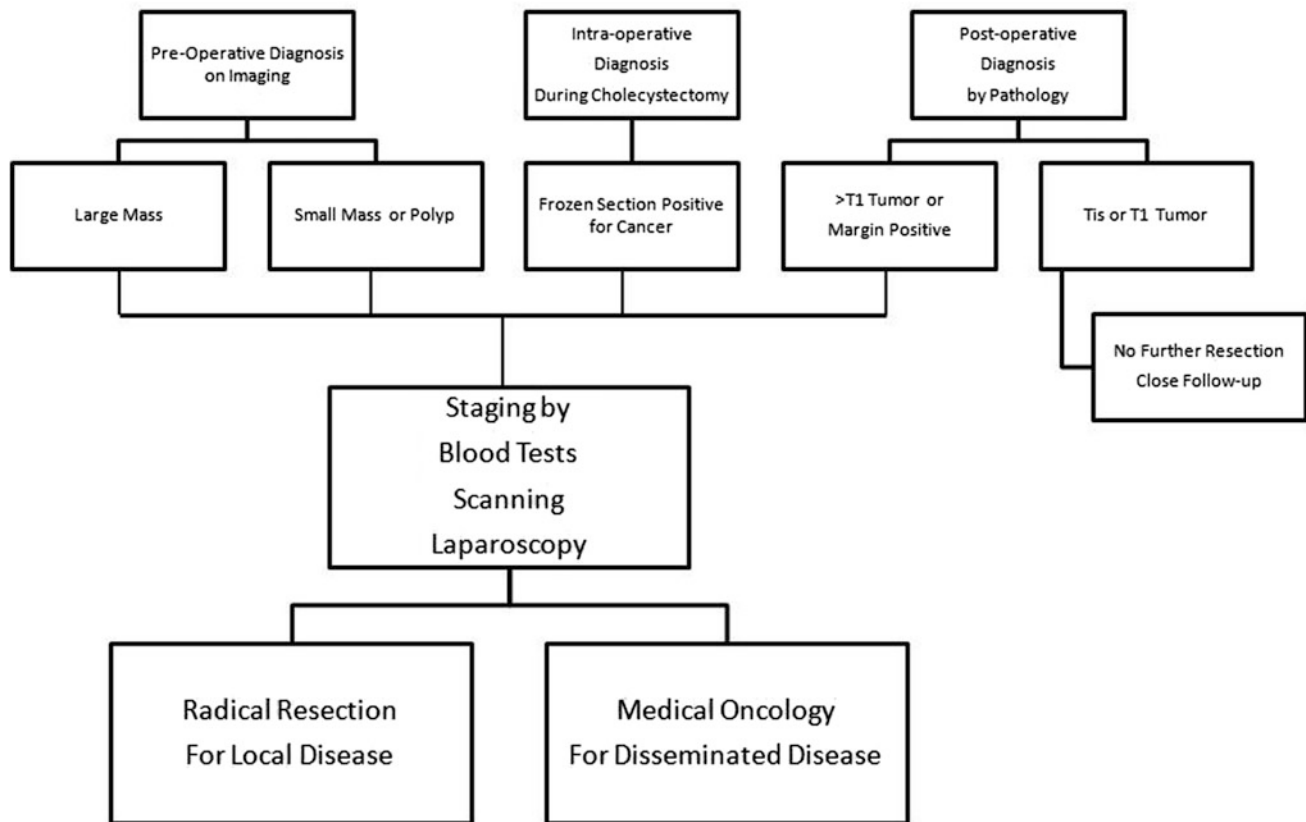 Pre-Operative Diagnosis
on Imaging
Intra-operative
Diagnosis
During Cholecystectomy
Post-operative
Diagnosis
by Pathology
Large Mass
Small Mass or Polyp
Frozen Section Positive
for Cancer
>T1 Tumor or
Margin Positive
Tis or T1 Tumor
No Further Resection
Close Follow-up
Staging by
Blood Tests
Scanning
Laparoscopy
Radical Resection
For Local Disease
Medical Oncology
For Disseminated Disease